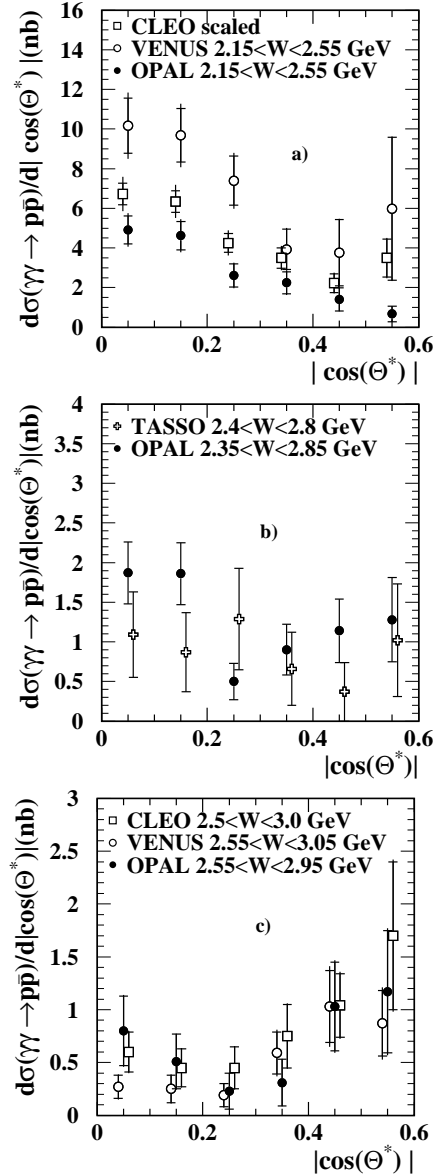 dσ(γγ → pp̄)/d| cos(Θ*) |(nb)
16
14
12
10
8
6
4
2
0
CLEO scaled
VENUS 2.15<W<2.55 GeV
OPAL 2.15<W<2.55 GeV
a)
0 0.2 0.4 0.6
| cos(Θ*) |
dσ(γγ → pp̄)/d|cos(Θ*)|(nb)
4
3.5
3
2.5
2
1.5
1
0.5
0
TASSO 2.4<W<2.8 GeV
OPAL 2.35<W<2.85 GeV
b)
0 0.2 0.4 0.6
|cos(Θ*)|
dσ(γγ →pp̄)/d|cos(Θ*)|(nb)
3
2.5
2
1.5
1
0.5
0
CLEO 2.5<W<3.0 GeV
VENUS 2.55<W<3.05 GeV
OPAL 2.55<W<2.95 GeV
c)
0 0.2 0.4 0.6
|cos(Θ*) |